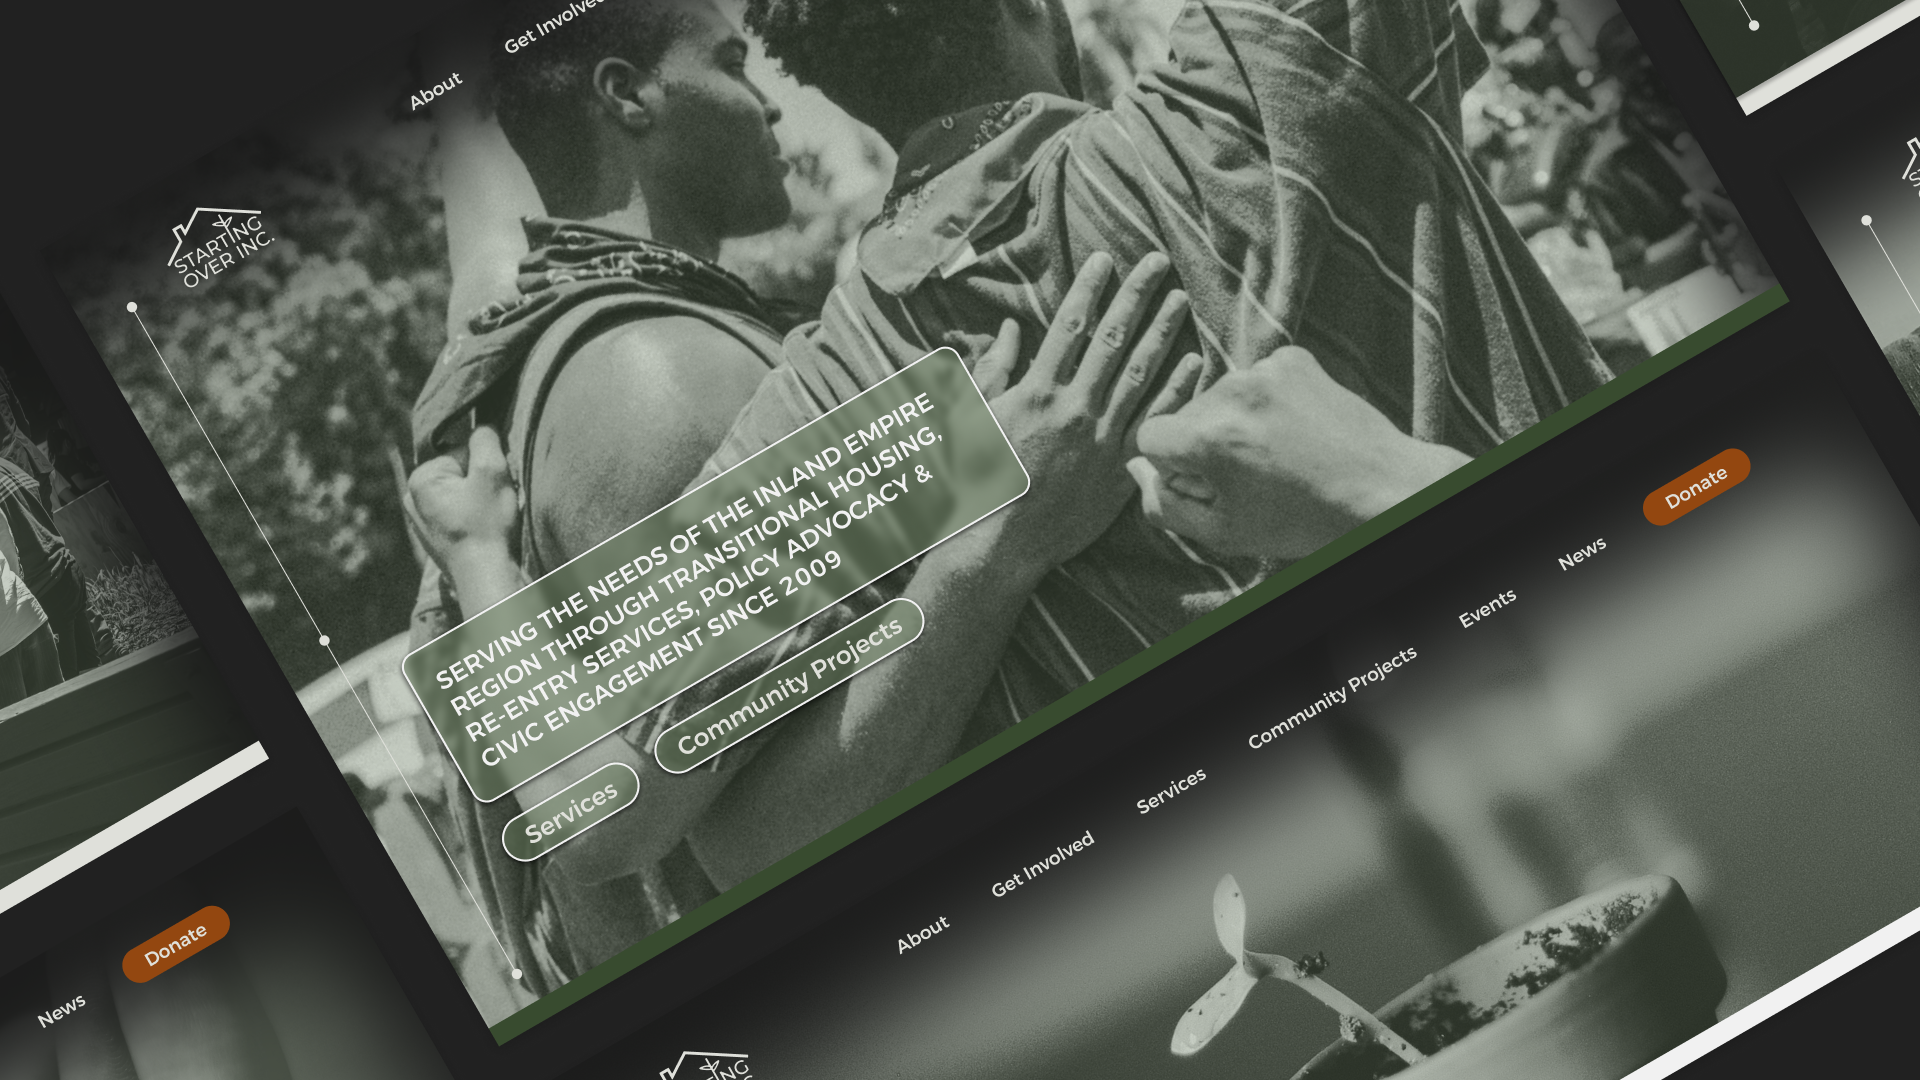 Get Involved
About
STARTING
OVER INC.
SERVING THE NEEDS OF THE INLAND EMPIRE
REGION THROUGH TRANSITIONAL HOUSING,
RE-ENTRY SERVICES, POLICY ADVOCACY &
CIVIC ENGAGEMENT SINCE 2009
Services
Community Projects
About
Get Involved
Services
Community Projects
Events
News
Donate
News
Donate